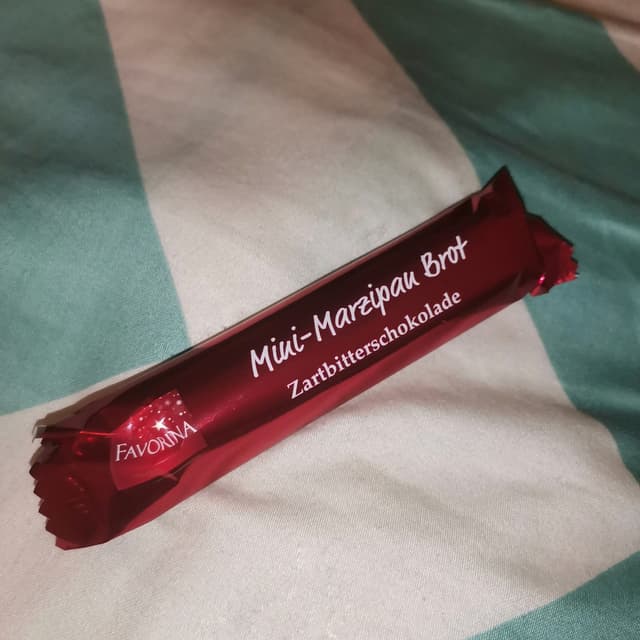 Mini-Marzipan Brot
Zartbitterschokolade
FAVORINA